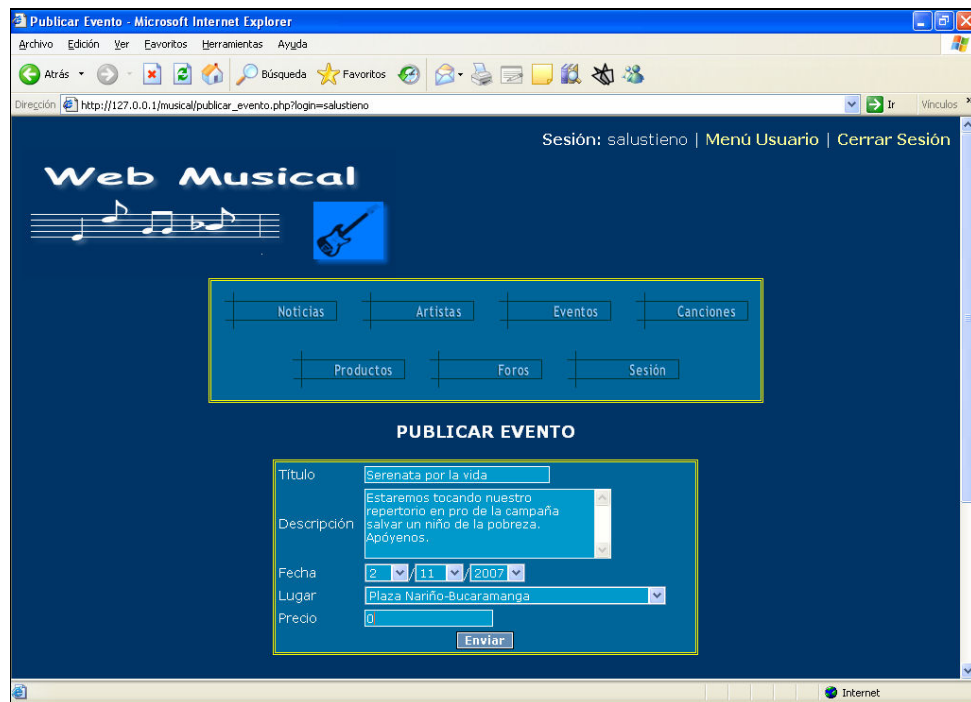 Publicar Evento - Microsoft Internet Explorer
Archivo Edición Ver Favoritos Herramientas Ayuda
Atrás Búsqueda Favoritos
Dirección http://127.0.0.1/musical/publicar_evento.php?login=salustieno Ir Vínculos »
Sesión: salustieno | Menú Usuario | Cerrar Sesión
Web Musical
Noticias Artistas Eventos Canciones
Productos Foros Sesión
PUBLICAR EVENTO
Título Serenata por la vida
Estaremos tocando nuestro
repertorio en pro de la campaña
Descripción salvar un niño de la pobreza.
Apóyenos.
Fecha 2 / 11 / 2007
Lugar Plaza Nariño-Bucaramanga
Precio 0
Enviar
Internet